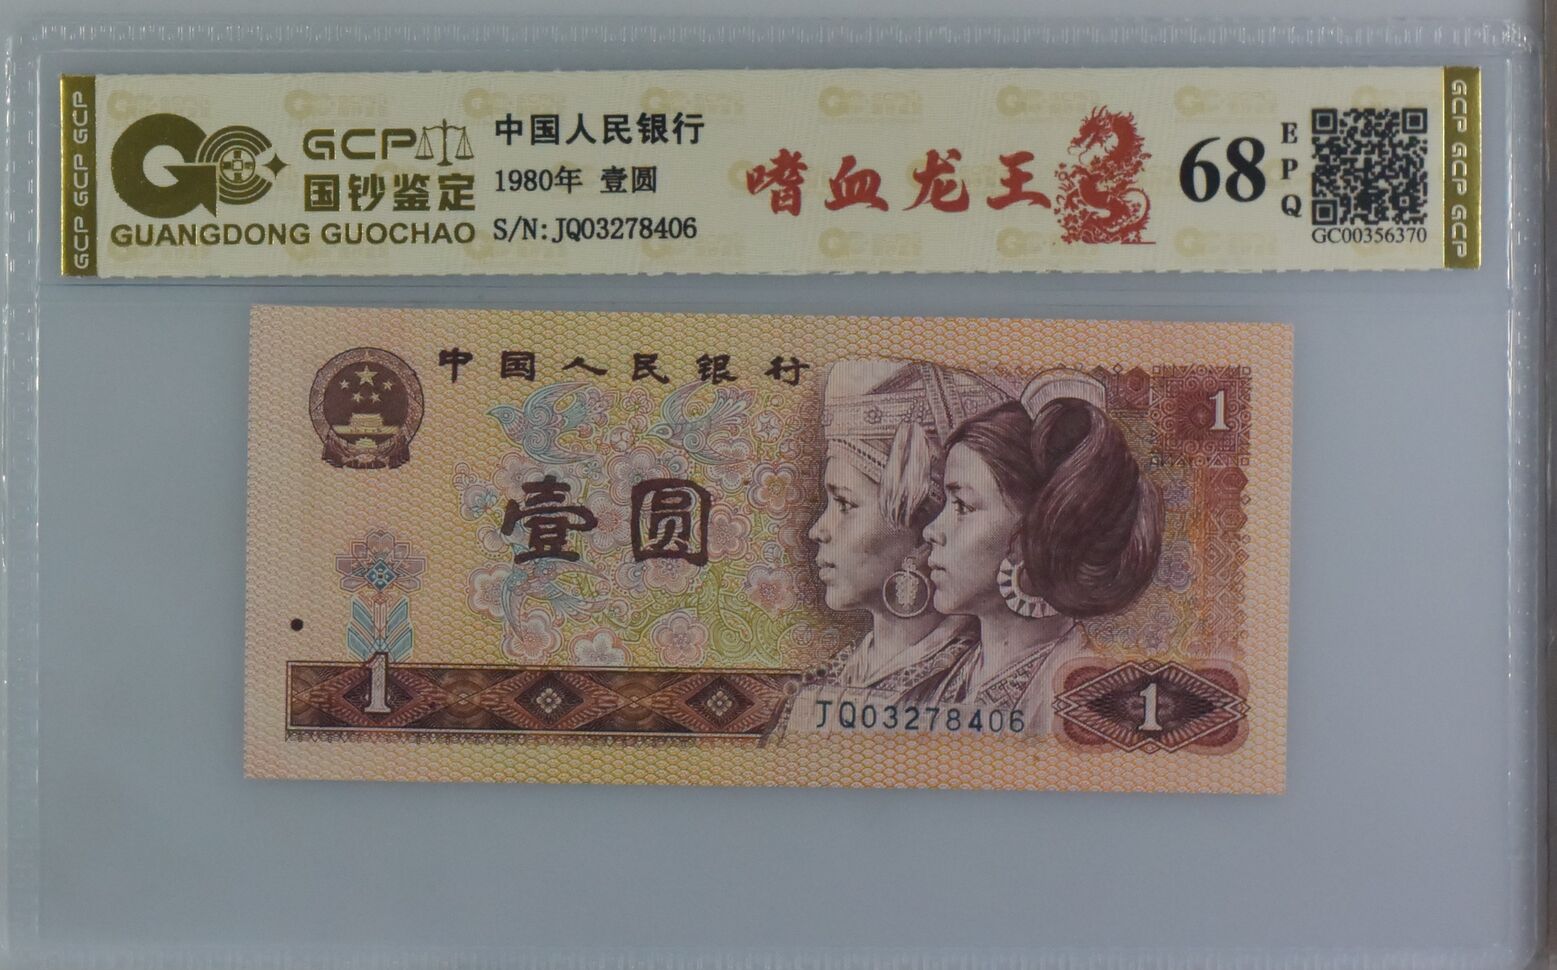 GCP GCP GCP
GCP
国钞鉴定
GUANGDONG GUOCHAO
中国人民银行
1980年 壹圆
S/N:JQ03278406
嗜血龙王
68
EPQ
GC00356370
GCP GCP GCP
中国人民银行
1
壹圆
1
JQ03278406
1